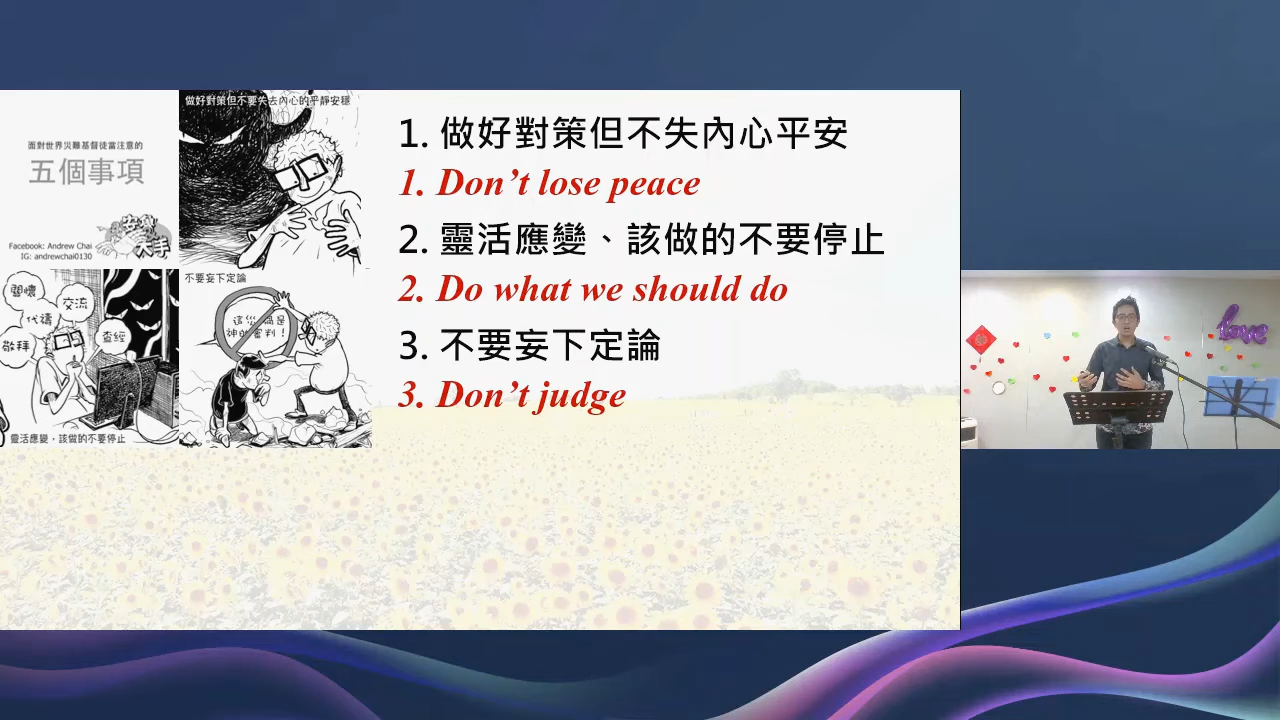 面對世界災難基督徒當注意的
五個事項
Facebook: Andrew Chai
IG: andrewchai0130
做好對策但不要失去內心的平靜安穩
關懷
交流
代禱
敬拜
查經
靈活應變，該做的不要停止
不要妄下定論
這災禍是
神的審判！
1. 做好對策但不失內心平安
1. Don’t lose peace
2. 靈活應變、該做的不要停止
2. Do what we should do
3. 不要妄下定論
3. Don’t judge
love